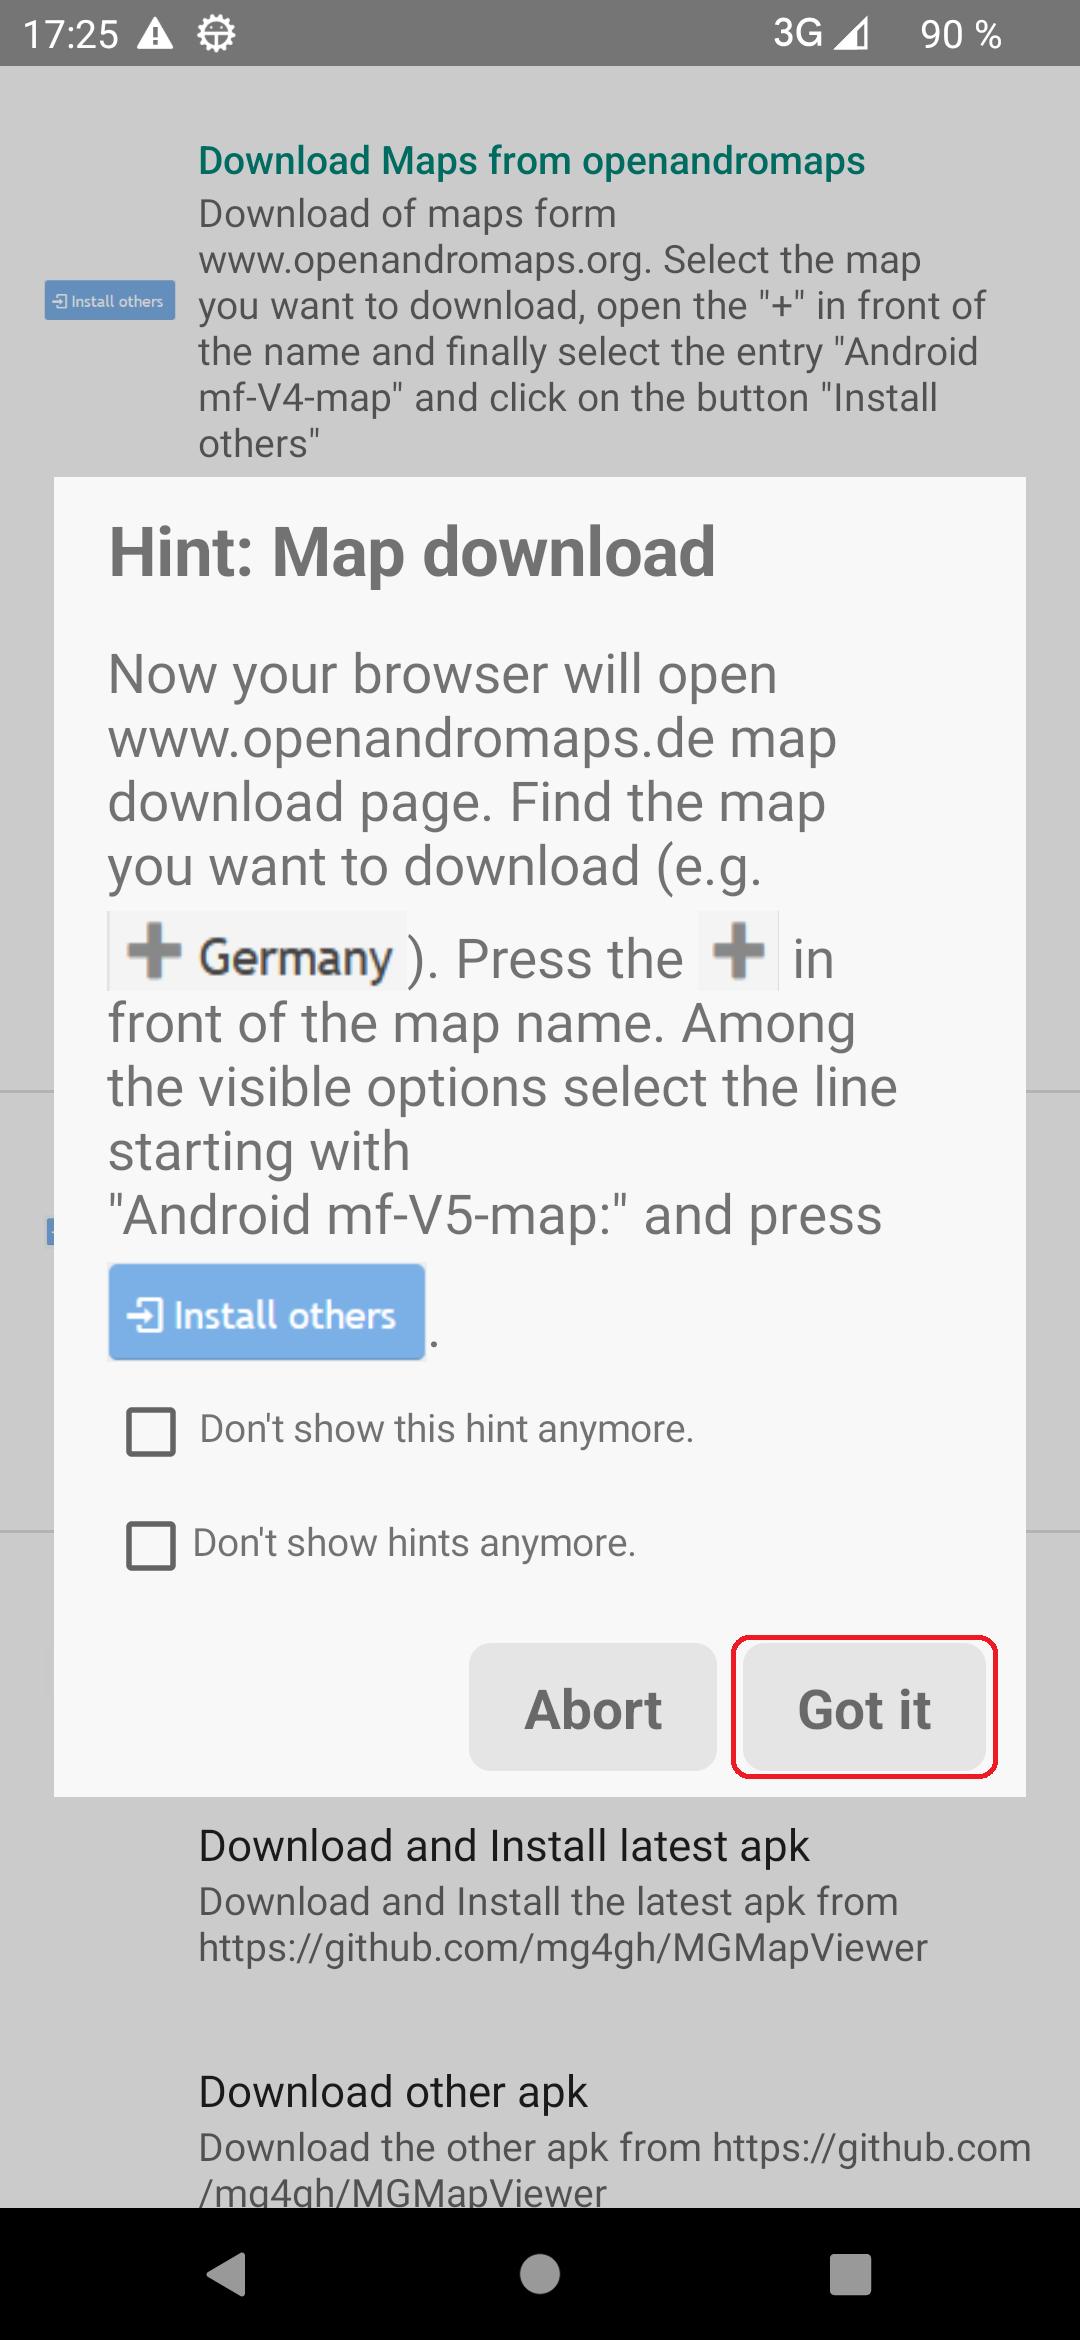 17:25 3G 90 %
Download Maps from openandromaps
Download of maps form
www.openandromaps.org. Select the map
Install others
you want to download, open the "+" in front of
the name and finally select the entry "Android
mf-V4-map" and click on the button "Install
others"
Hint: Map download
Now your browser will open
www.openandromaps.de map
download page. Find the map
you want to download (e.g.
+ Germany ). Press the + in
front of the map name. Among
the visible options select the line
starting with
"Android mf-V5-map:" and press
Install others .
Don't show this hint anymore.
Don't show hints anymore.
Abort Got it
Download and Install latest apk
Download and Install the latest apk from
https://github.com/mg4gh/MGMapViewer
Download other apk
Download the other apk from https://github.com
/mg4gh/MGMapViewer